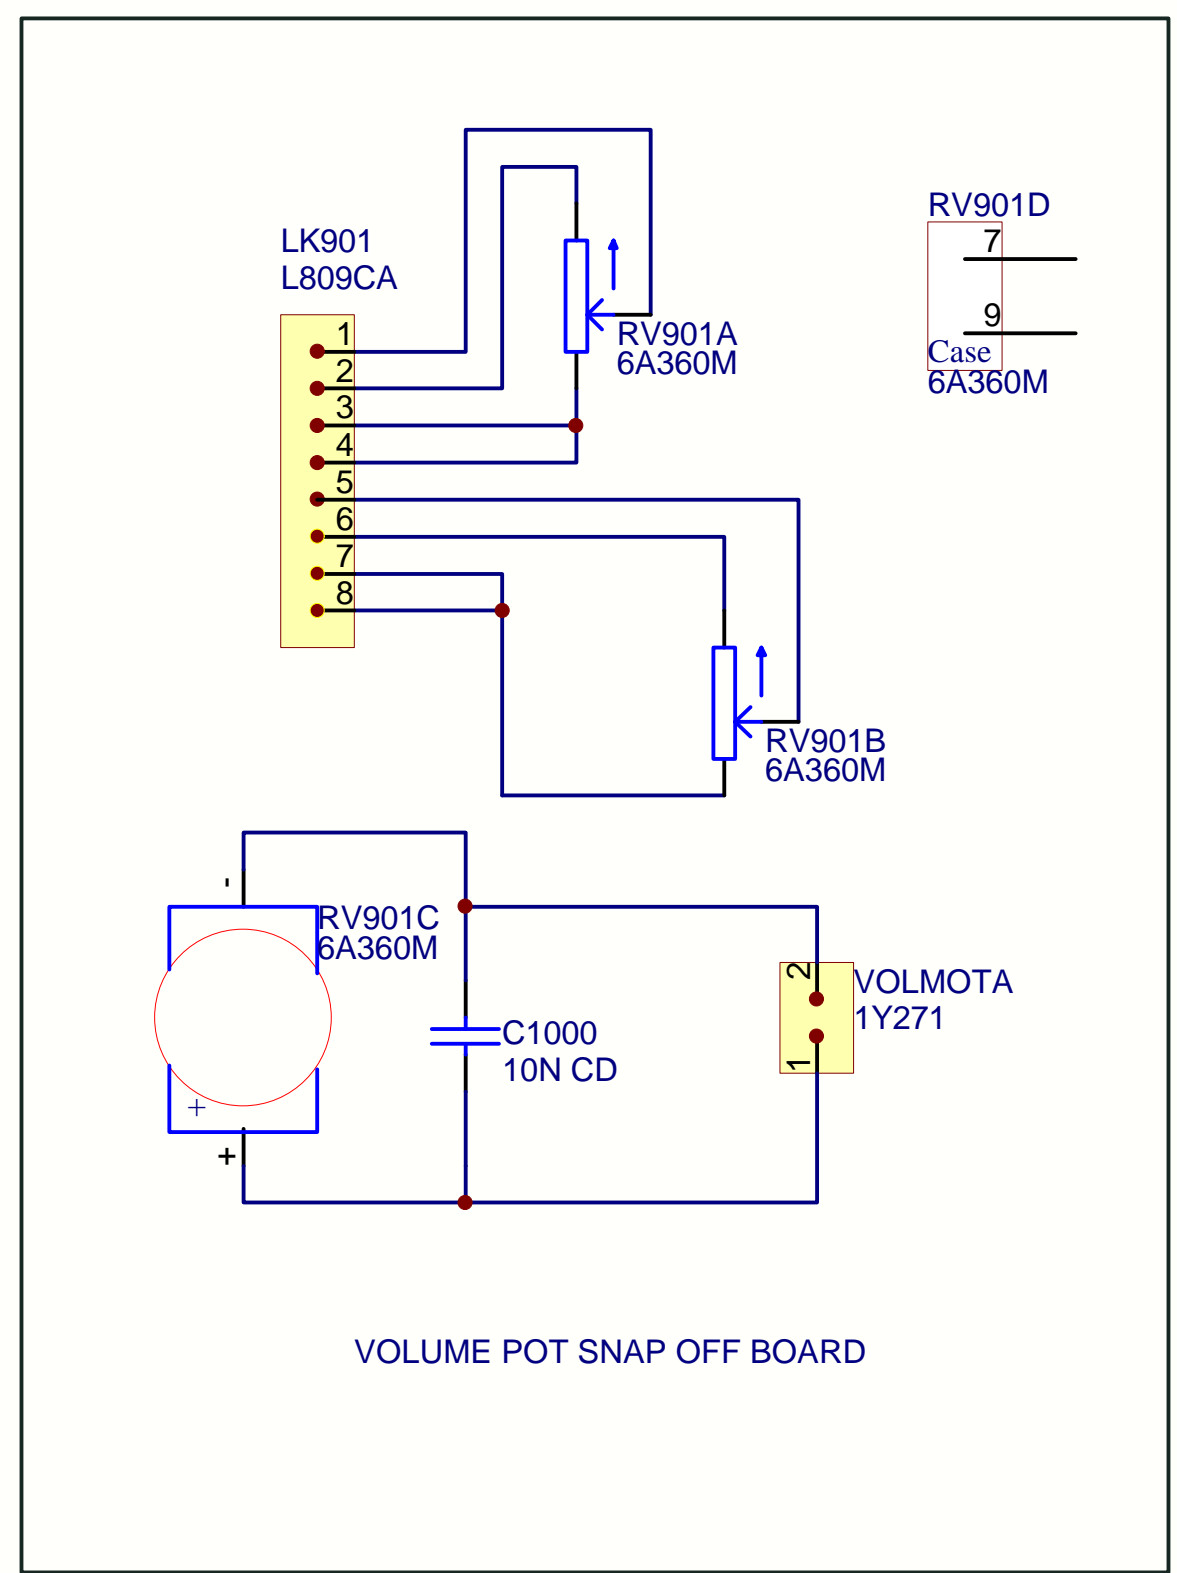 RV901D
7
9
Case
6A360M
LK901
L809CA
1
2
3
4
5
6
7
8
RV901A
6A360M
RV901B
6A360M
-
RV901C
6A360M
+
+
C1000
10N CD
2
1
VOLMOTA
1Y271
VOLUME POT SNAP OFF BOARD